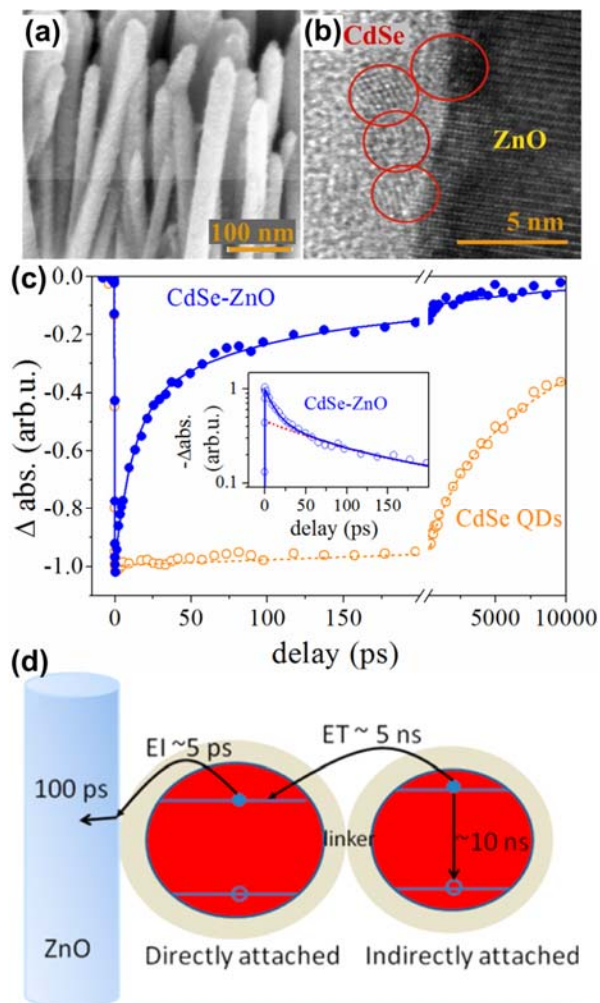 (a)
100 nm
(b)
CdSe
ZnO
5 nm
(c)
0.0
-0.2
-0.4
-0.6
-0.8
-1.0
Δ abs. (arb.u.)
CdSe-ZnO
1
0.1
-Δabs.
(arb.u.)
CdSe-ZnO
0 50 100 150
delay (ps)
CdSe QDs
0 50 100 150 5000 10000
delay (ps)
(d)
EI ~5 ps
ET ~ 5 ns
100 ps
linker
~10 ns
ZnO
Directly attached
Indirectly attached